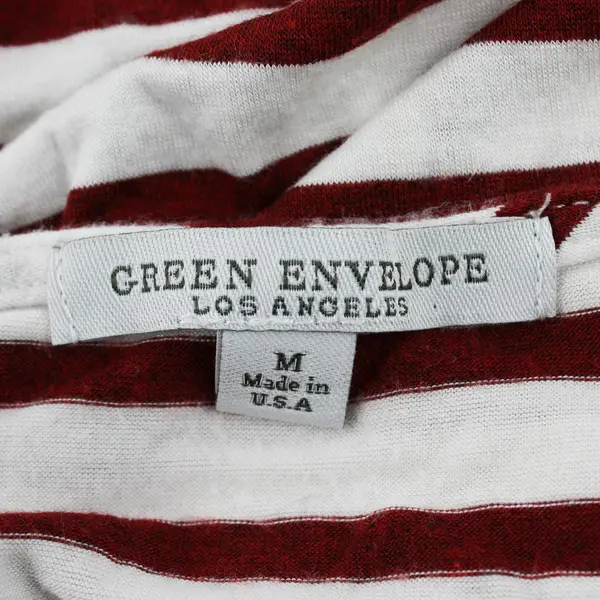 GREEN ENVELOPE
LOS ANGELES
M
Made in
U.S.A